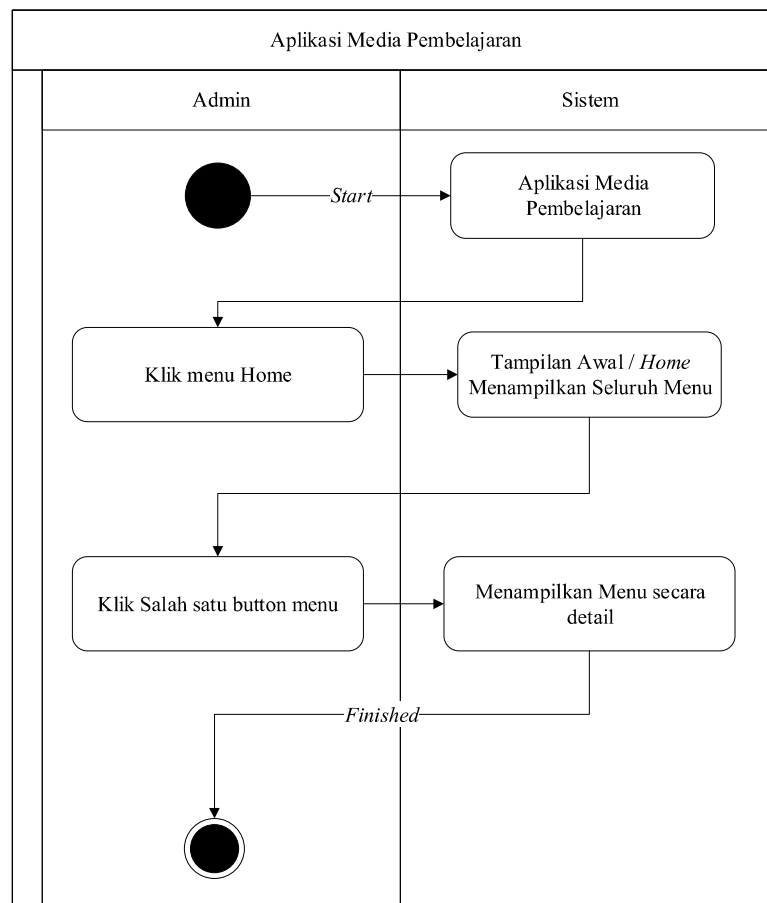 Aplikasi Media Pembelajaran
Admin
Sistem
Start
Aplikasi Media
Pembelajaran
Klik menu Home
Tampilan Awal / Home
Menampilkan Seluruh Menu
Klik Salah satu button menu
Menampilkan Menu secara
detail
Finished